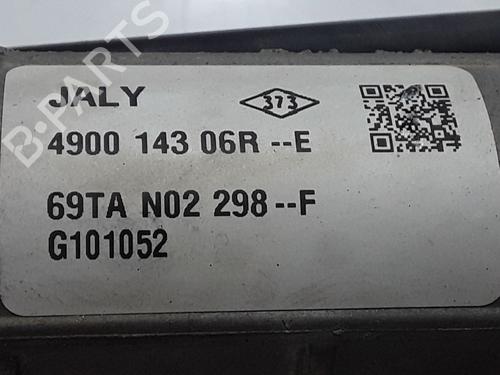 JALY
373
4900 143 06R --E
69TA N02 298--F
G101052
B-PARTS